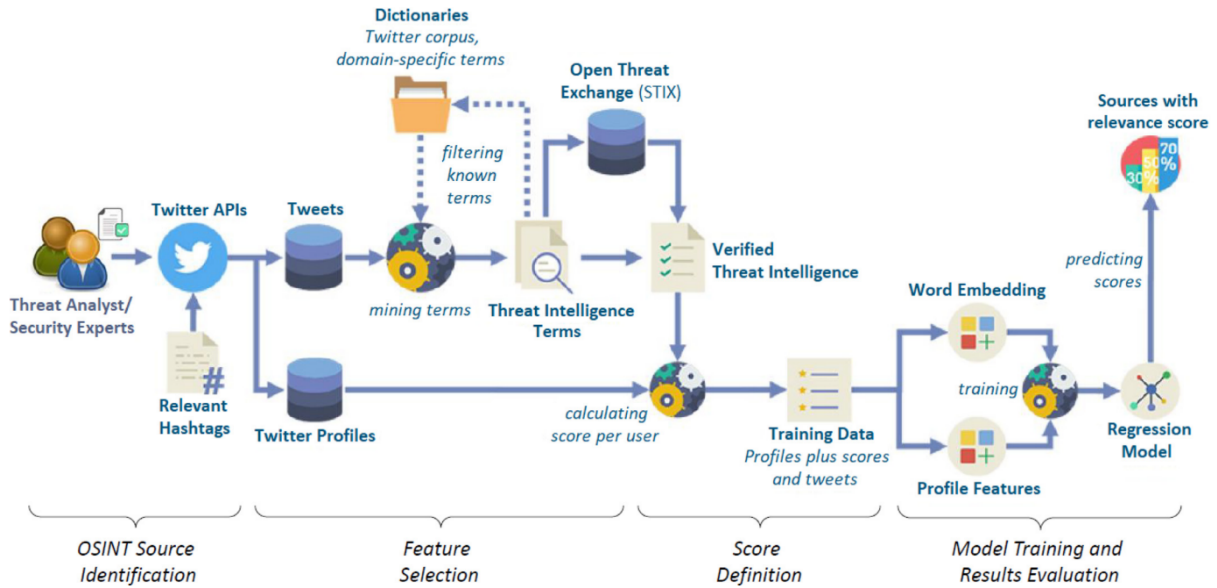 Dictionaries
Twitter corpus,
domain-specific terms
Open Threat
Exchange (STIX)
Sources with
relevance score
30%
50%
70
%
filtering
known
terms
Twitter APIs
Tweets
Threat Analyst/
Security Experts
mining terms
Threat Intelligence
Terms
Verified
Threat Intelligence
predicting
scores
Word Embedding
#
Relevant
Hashtags
Twitter Profiles
calculating
score per user
Training Data
Profiles plus scores
and tweets
training
Regression
Model
Profile Features
OSINT Source
Identification
Feature
Selection
Score
Definition
Model Training and
Results Evaluation